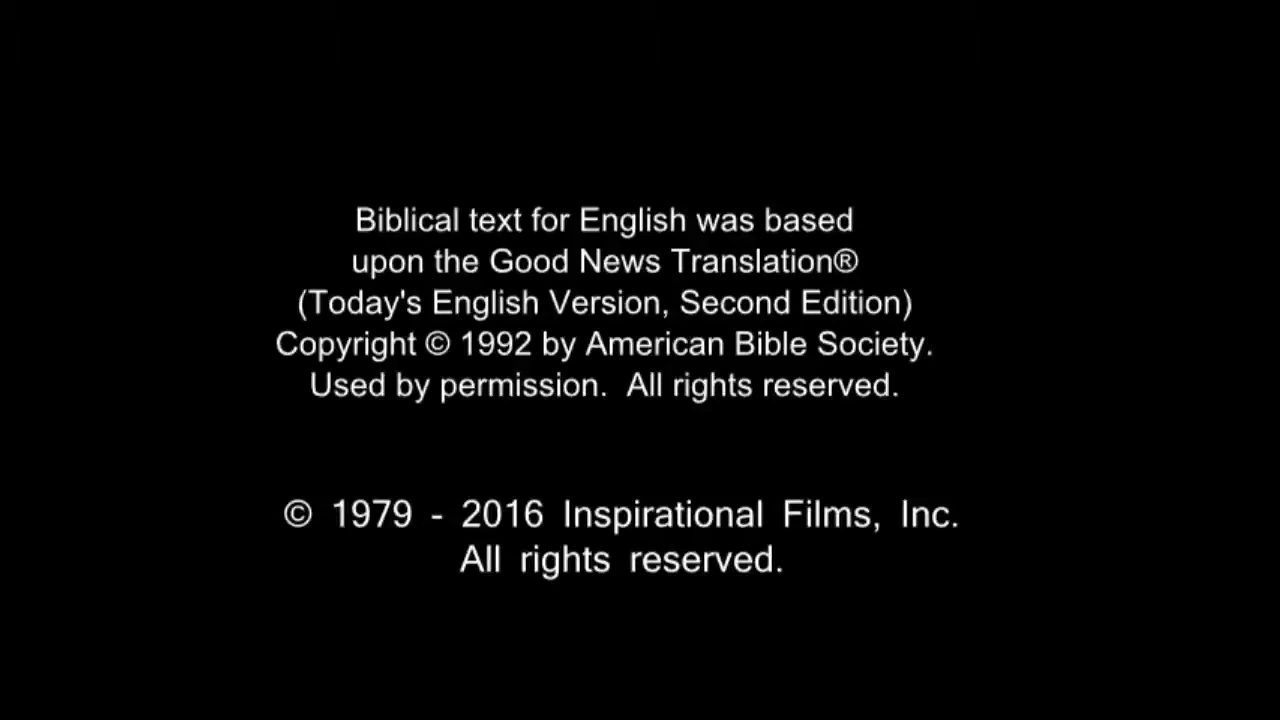 Biblical text for English was based
upon the Good News Translation®
(Today's English Version, Second Edition)
Copyright © 1992 by American Bible Society.
Used by permission.  All rights reserved.
© 1979 - 2016 Inspirational Films, Inc.
All rights reserved.